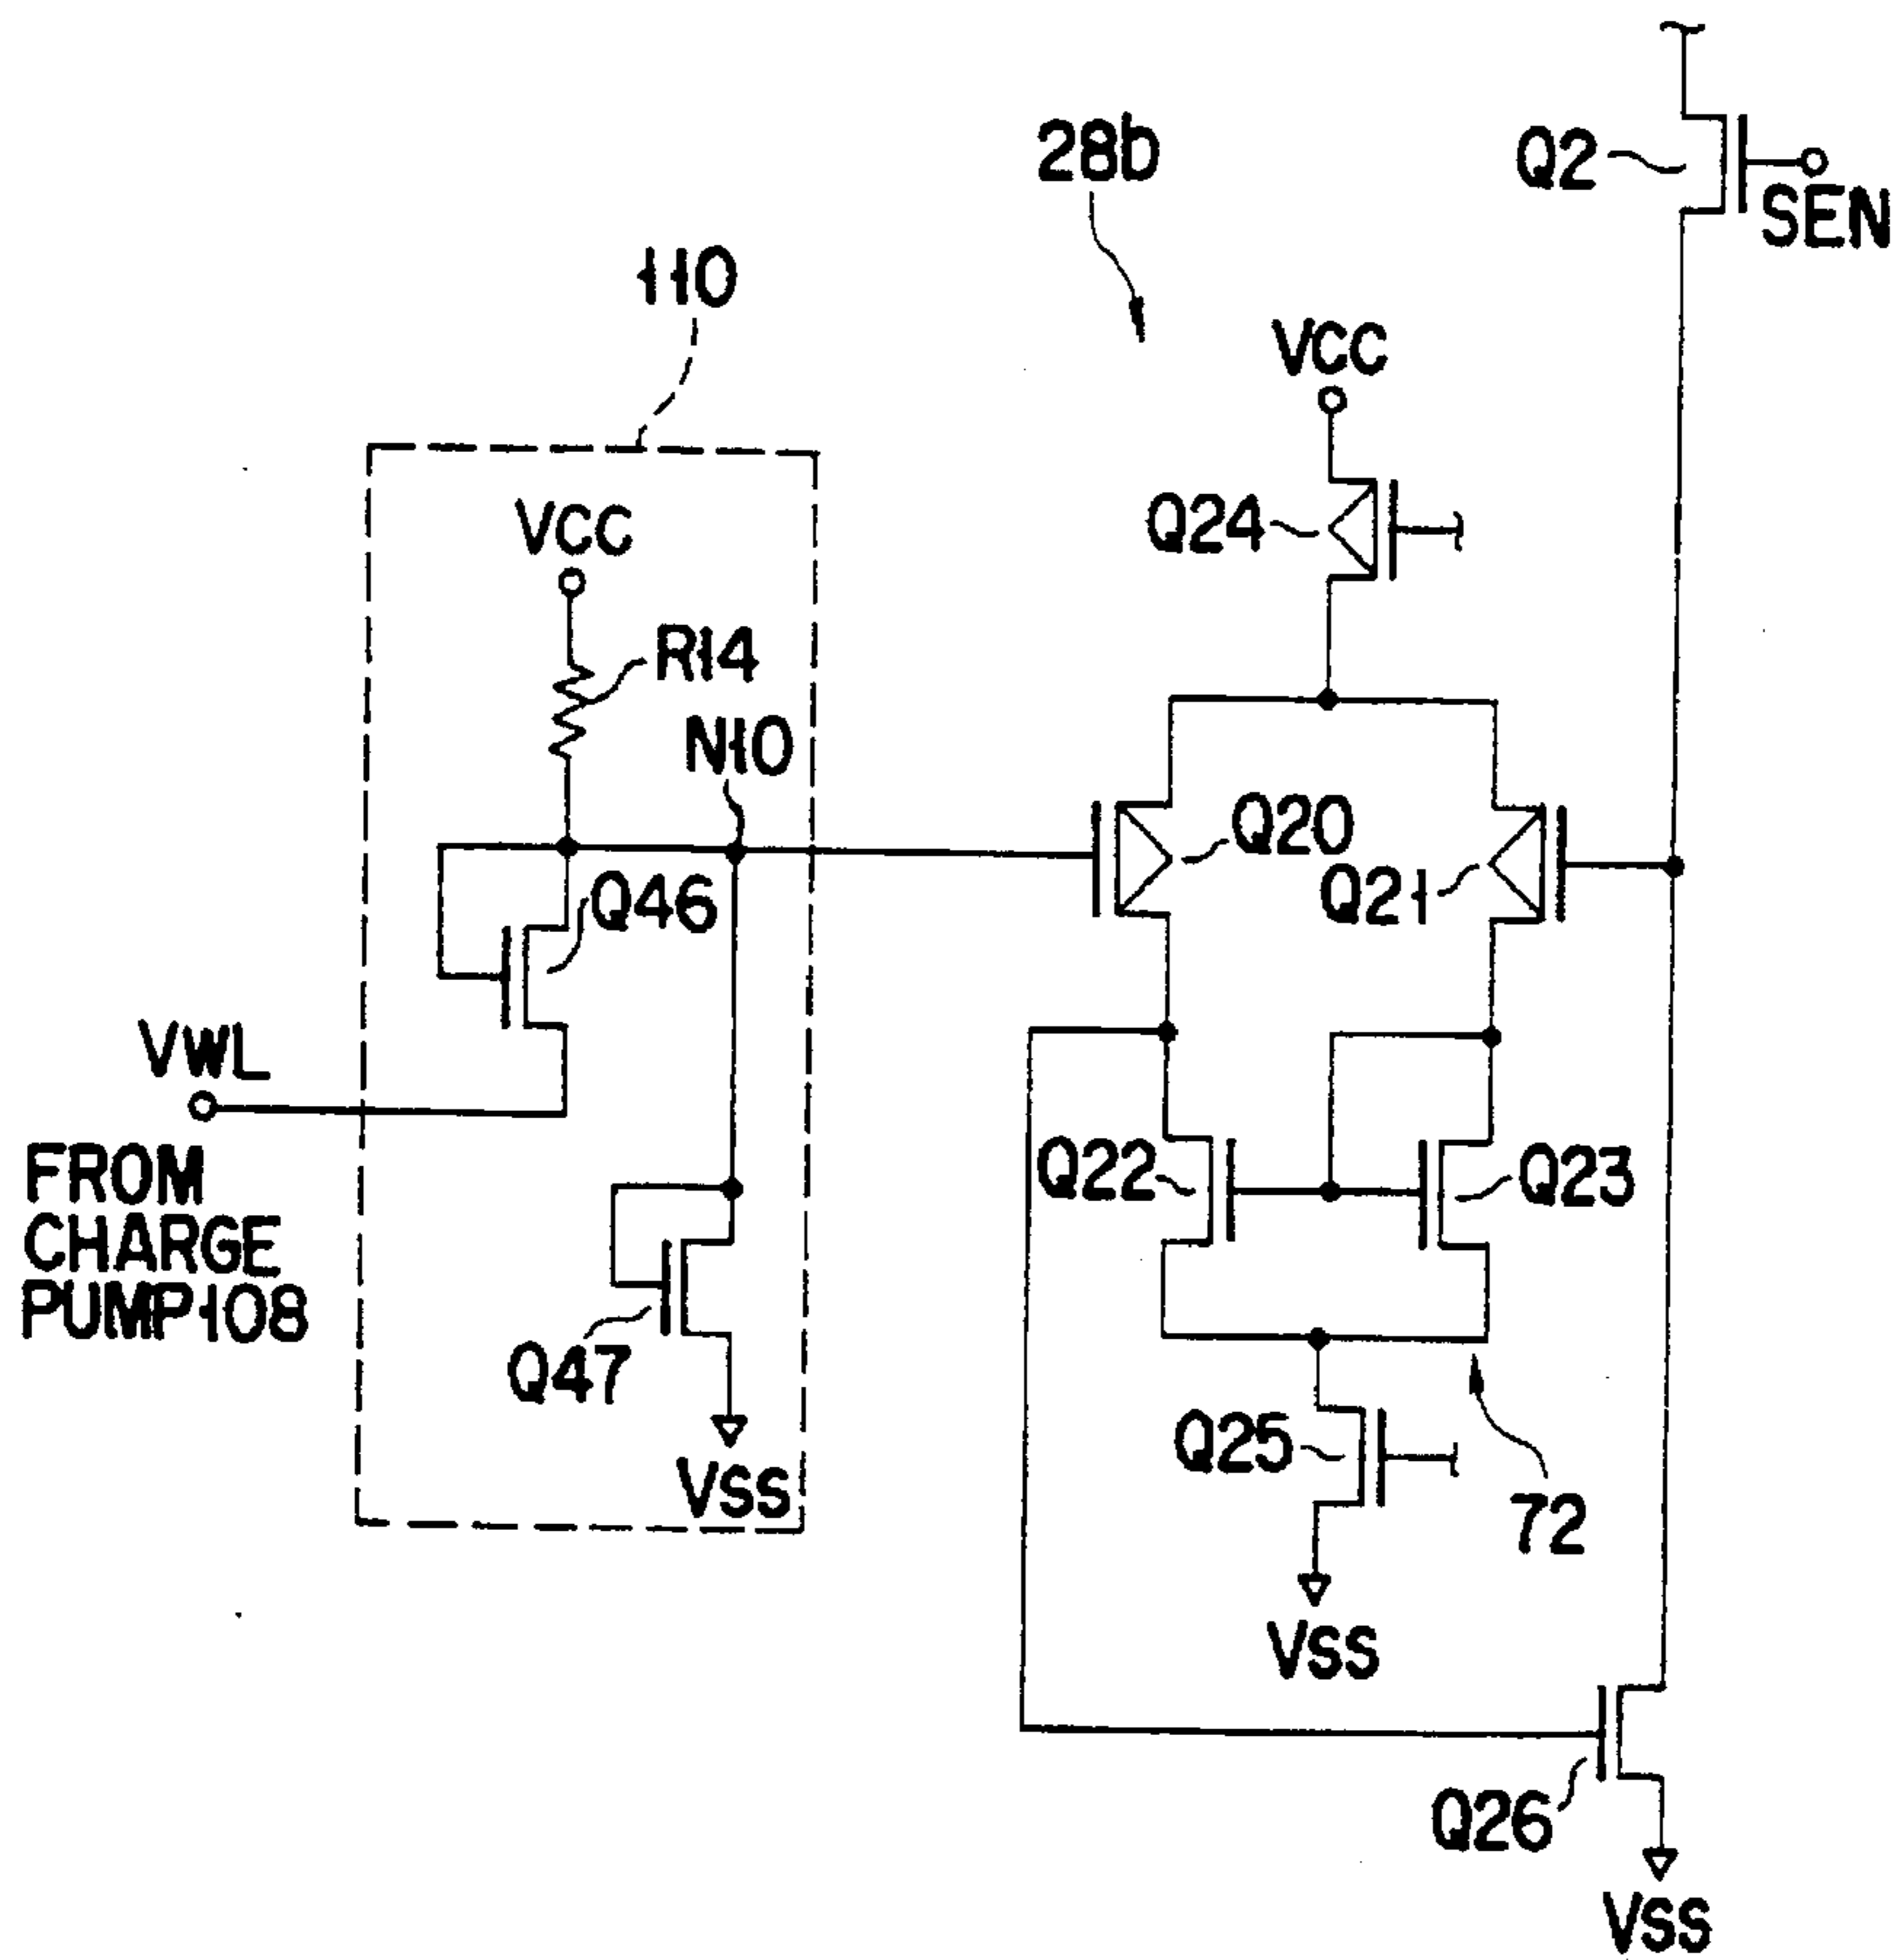 Q2
SEN
28b
110
VCC
Q24
VCC
R14
N10
Q20
Q21
Q46
VWL
FROM
CHARGE
PUMP108
Q22
Q23
Q47
VSS
Q25
72
VSS
Q26
VSS